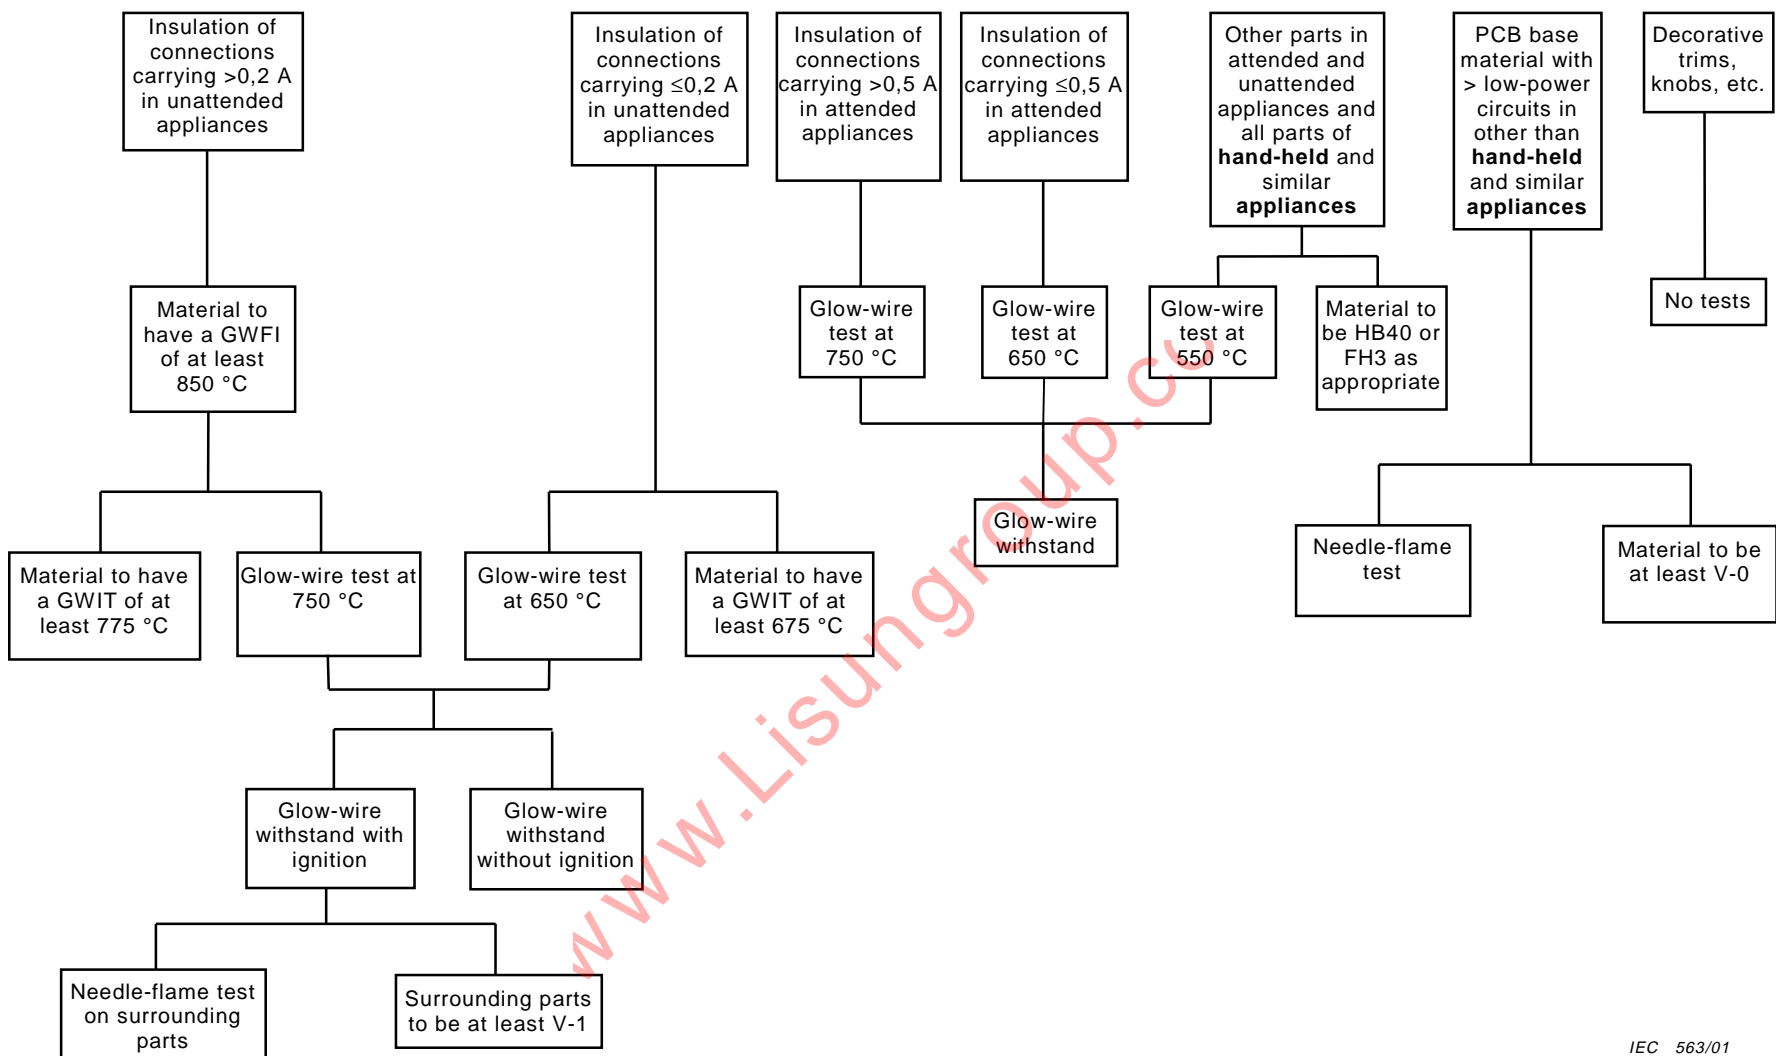 Insulation of
connections
carrying >0,2 A
in unattended
appliances
Insulation of
connections
carrying ≤0,2 A
in unattended
appliances
Insulation of
connections
carrying >0,5 A
in attended
appliances
Insulation of
connections
carrying ≤0,5 A
in attended
appliances
Other parts in
attended and
unattended
appliances and
all parts of
hand-held and
similar
appliances
PCB base
material with
> low-power
circuits in
other than
hand-held
and similar
appliances
Decorative
trims,
knobs, etc.
Material to
have a GWFI
of at least
850 °C
Glow-wire
test at
750 °C
Glow-wire
test at
650 °C
Glow-wire
test at
550 °C
Material to
be HB40 or
FH3 as
appropriate
No tests
Glow-wire
withstand
Material to have
a GWIT of at
least 775 °C
Glow-wire test at
750 °C
Glow-wire test
at 650 °C
Material to have
a GWIT of at
least 675 °C
Needle-flame
test
Material to be
at least V-0
Glow-wire
withstand with
ignition
Glow-wire
withstand
without ignition
Needle-flame test
on surrounding
parts
Surrounding parts
to be at least V-1
www.Lisungroup.cc
IEC 563/01